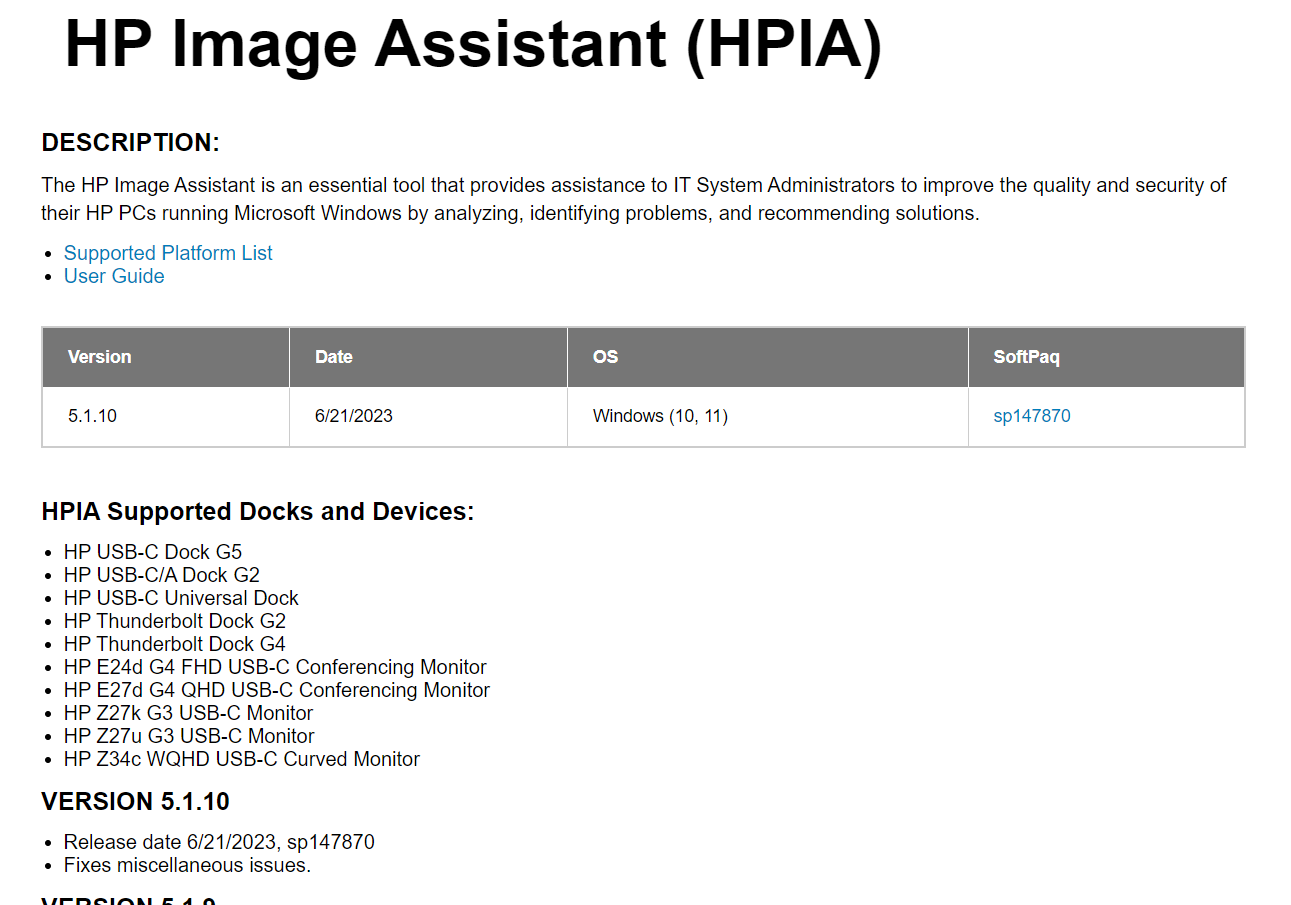 HP Image Assistant (HPIA)
DESCRIPTION:
The HP Image Assistant is an essential tool that provides assistance to IT System Administrators to improve the quality and security of
their HP PCs running Microsoft Windows by analyzing, identifying problems, and recommending solutions.
Supported Platform List
User Guide
Version Date OS SoftPaq
5.1.10 6/21/2023 Windows (10, 11) sp147870
HPIA Supported Docks and Devices:
HP USB-C Dock G5
HP USB-C/A Dock G2
HP USB-C Universal Dock
HP Thunderbolt Dock G2
HP Thunderbolt Dock G4
HP E24d G4 FHD USB-C Conferencing Monitor
HP E27d G4 QHD USB-C Conferencing Monitor
HP Z27k G3 USB-C Monitor
HP Z27u G3 USB-C Monitor
HP Z34c WQHD USB-C Curved Monitor
VERSION 5.1.10
Release date 6/21/2023, sp147870
Fixes miscellaneous issues.
VERSION 5.1.9